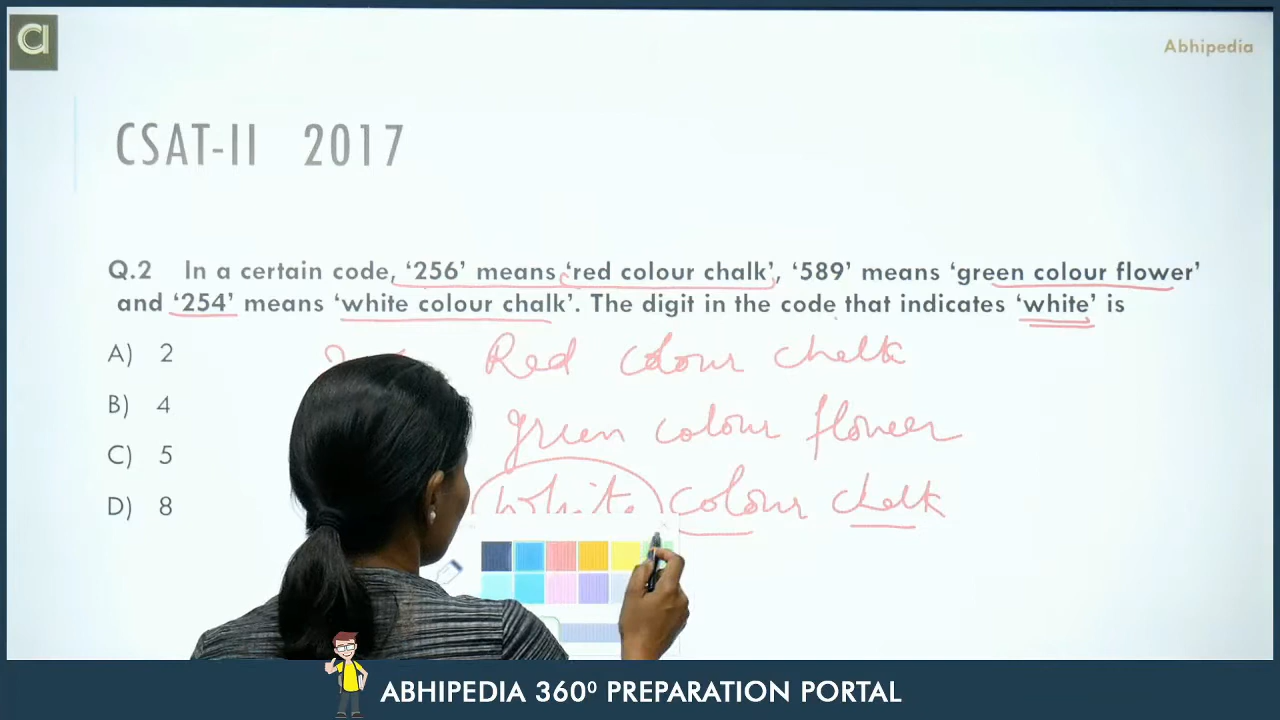 Abhipedia
CSAT-II 2017
Q.2 In a certain code, ‘256’ means ‘red colour chalk’, ‘589’ means ‘green colour flower’
and ‘254’ means ‘white colour chalk’. The digit in the code that indicates ‘white’ is
A) 2
B) 4
C) 5
D) 8
Red colour chalk
green colour flower
white colour chalk
ABHIPEDIA 360⁰ PREPARATION PORTAL